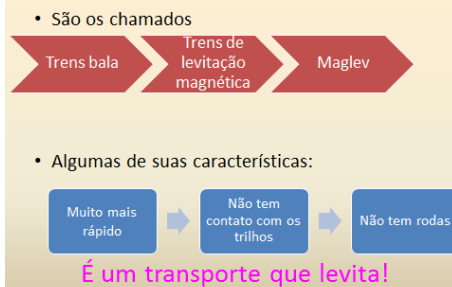 • São os chamados
Trens bala
Trens de
levitação
magnética
Maglev
• Algumas de suas características:
Muito mais
rápido
Não tem
contato com os
trilhos
Não tem rodas
É um transporte que levita!